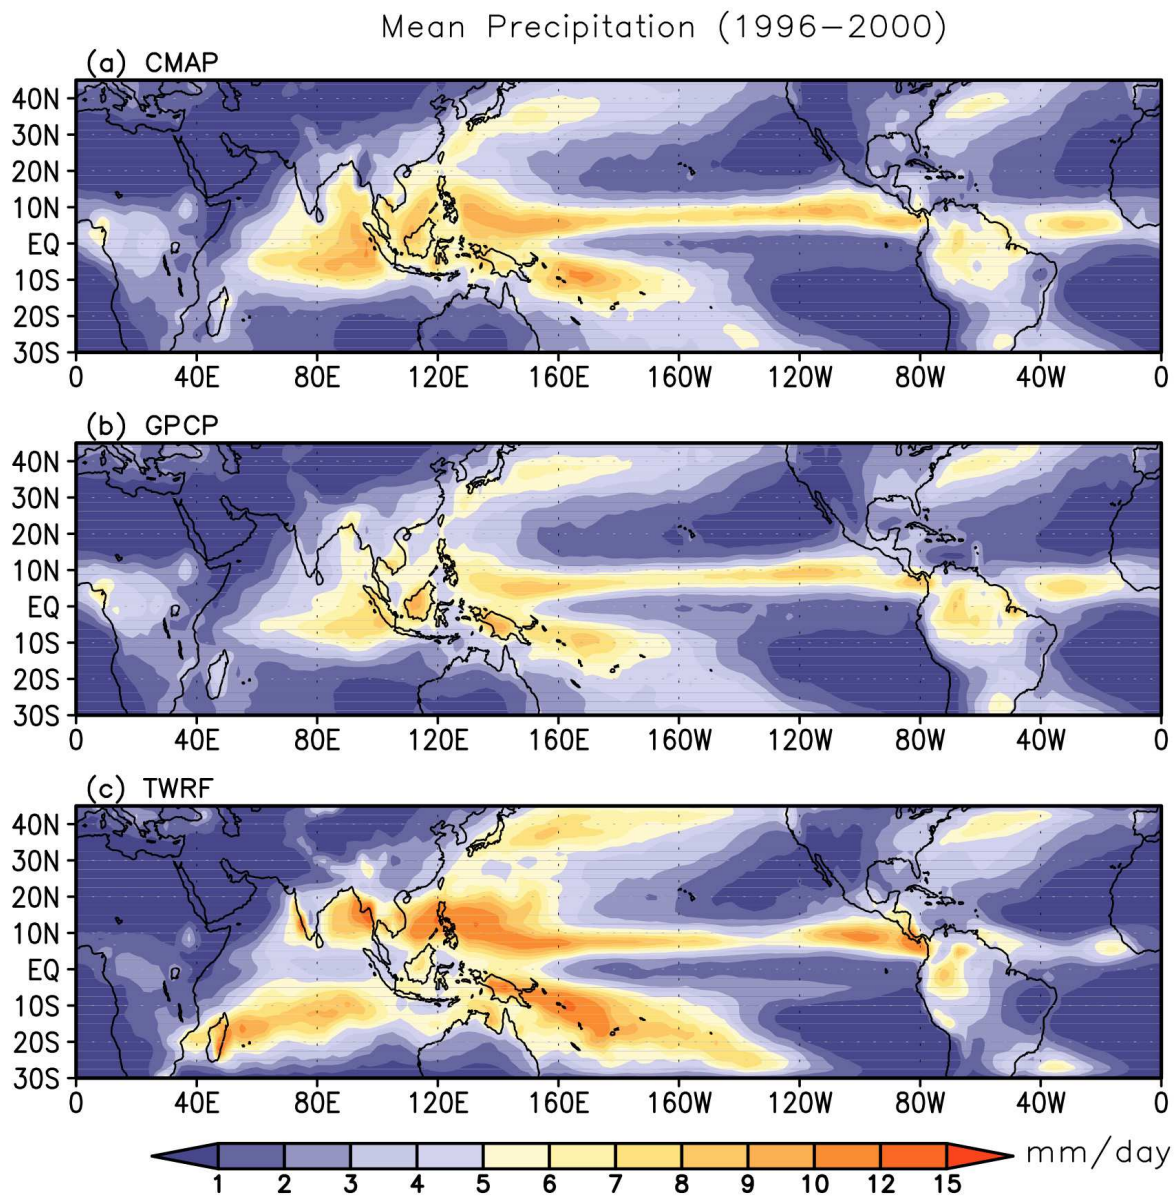 Mean Precipitation (1996–2000)
(a) CMAP
40N
30N
20N
10N
EQ
10S
20S
30S
0 40E 80E 120E 160E 160W 120W 80W 40W 0
(b) GPCP
40N
30N
20N
10N
EQ
10S
20S
30S
0 40E 80E 120E 160E 160W 120W 80W 40W 0
(c) TWRF
40N
30N
20N
10N
EQ
10S
20S
30S
0 40E 80E 120E 160E 160W 120W 80W 40W 0
mm/day
1 2 3 4 5 6 7 8 9 10 12 15